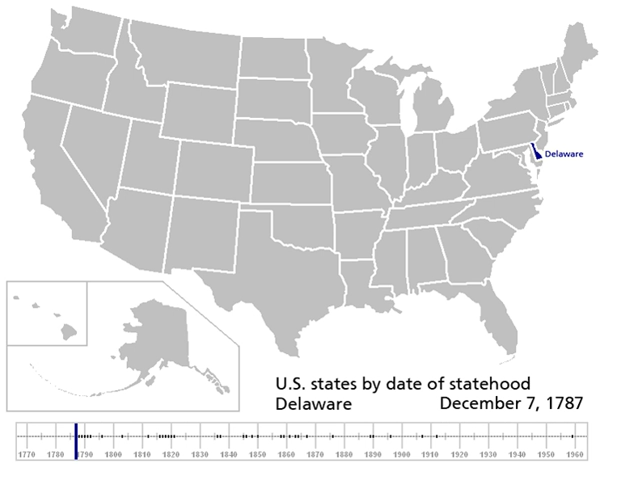 Delaware
U.S. states by date of statehood
Delaware December 7, 1787
1770 1780 1790 1800 1810 1820 1830 1840 1850 1860 1870 1880 1890 1900 1910 1920 1930 1940 1950 1960